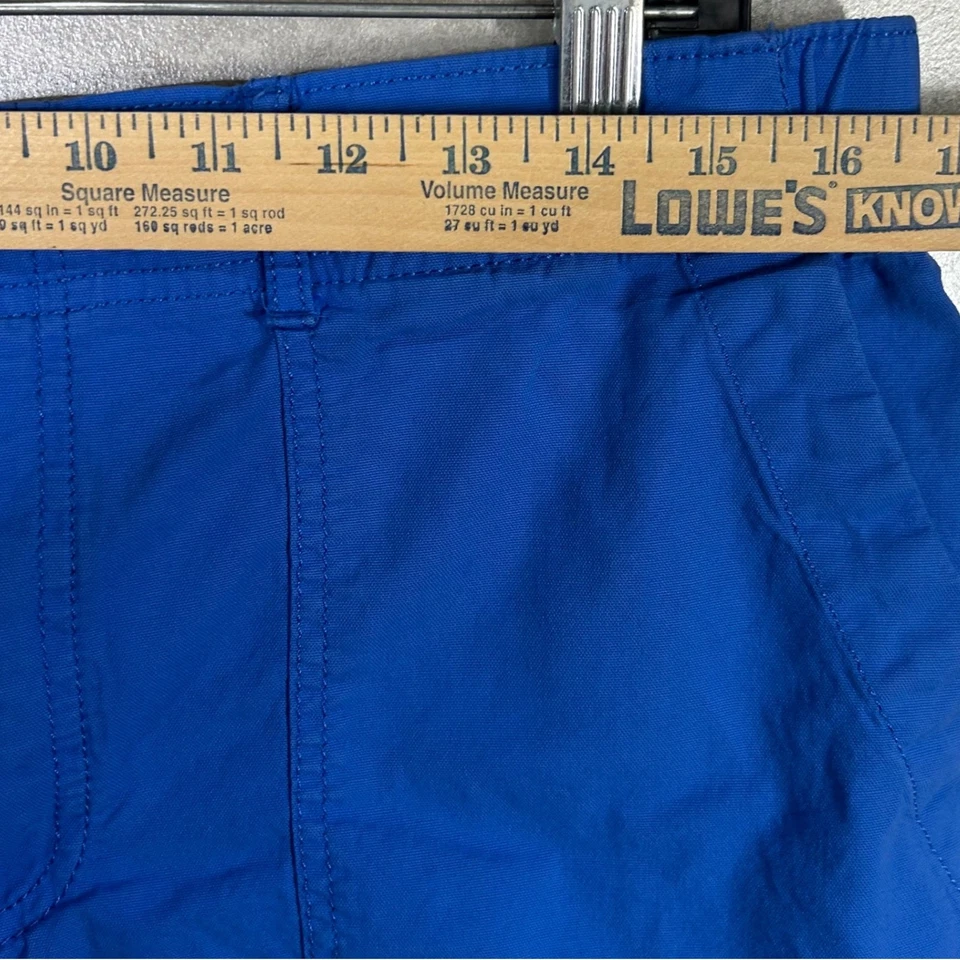 10 11 12 13 14 15 16
Square Measure
144 sq in = 1 sq ft 272.25 sq ft = 1 sq rod
9 sq ft = 1 sq yd 160 sq rods = 1 acre
Volume Measure
1728 cu in = 1 cu ft
27 cu ft = 1 cu yd
LOWE'S® KNOW